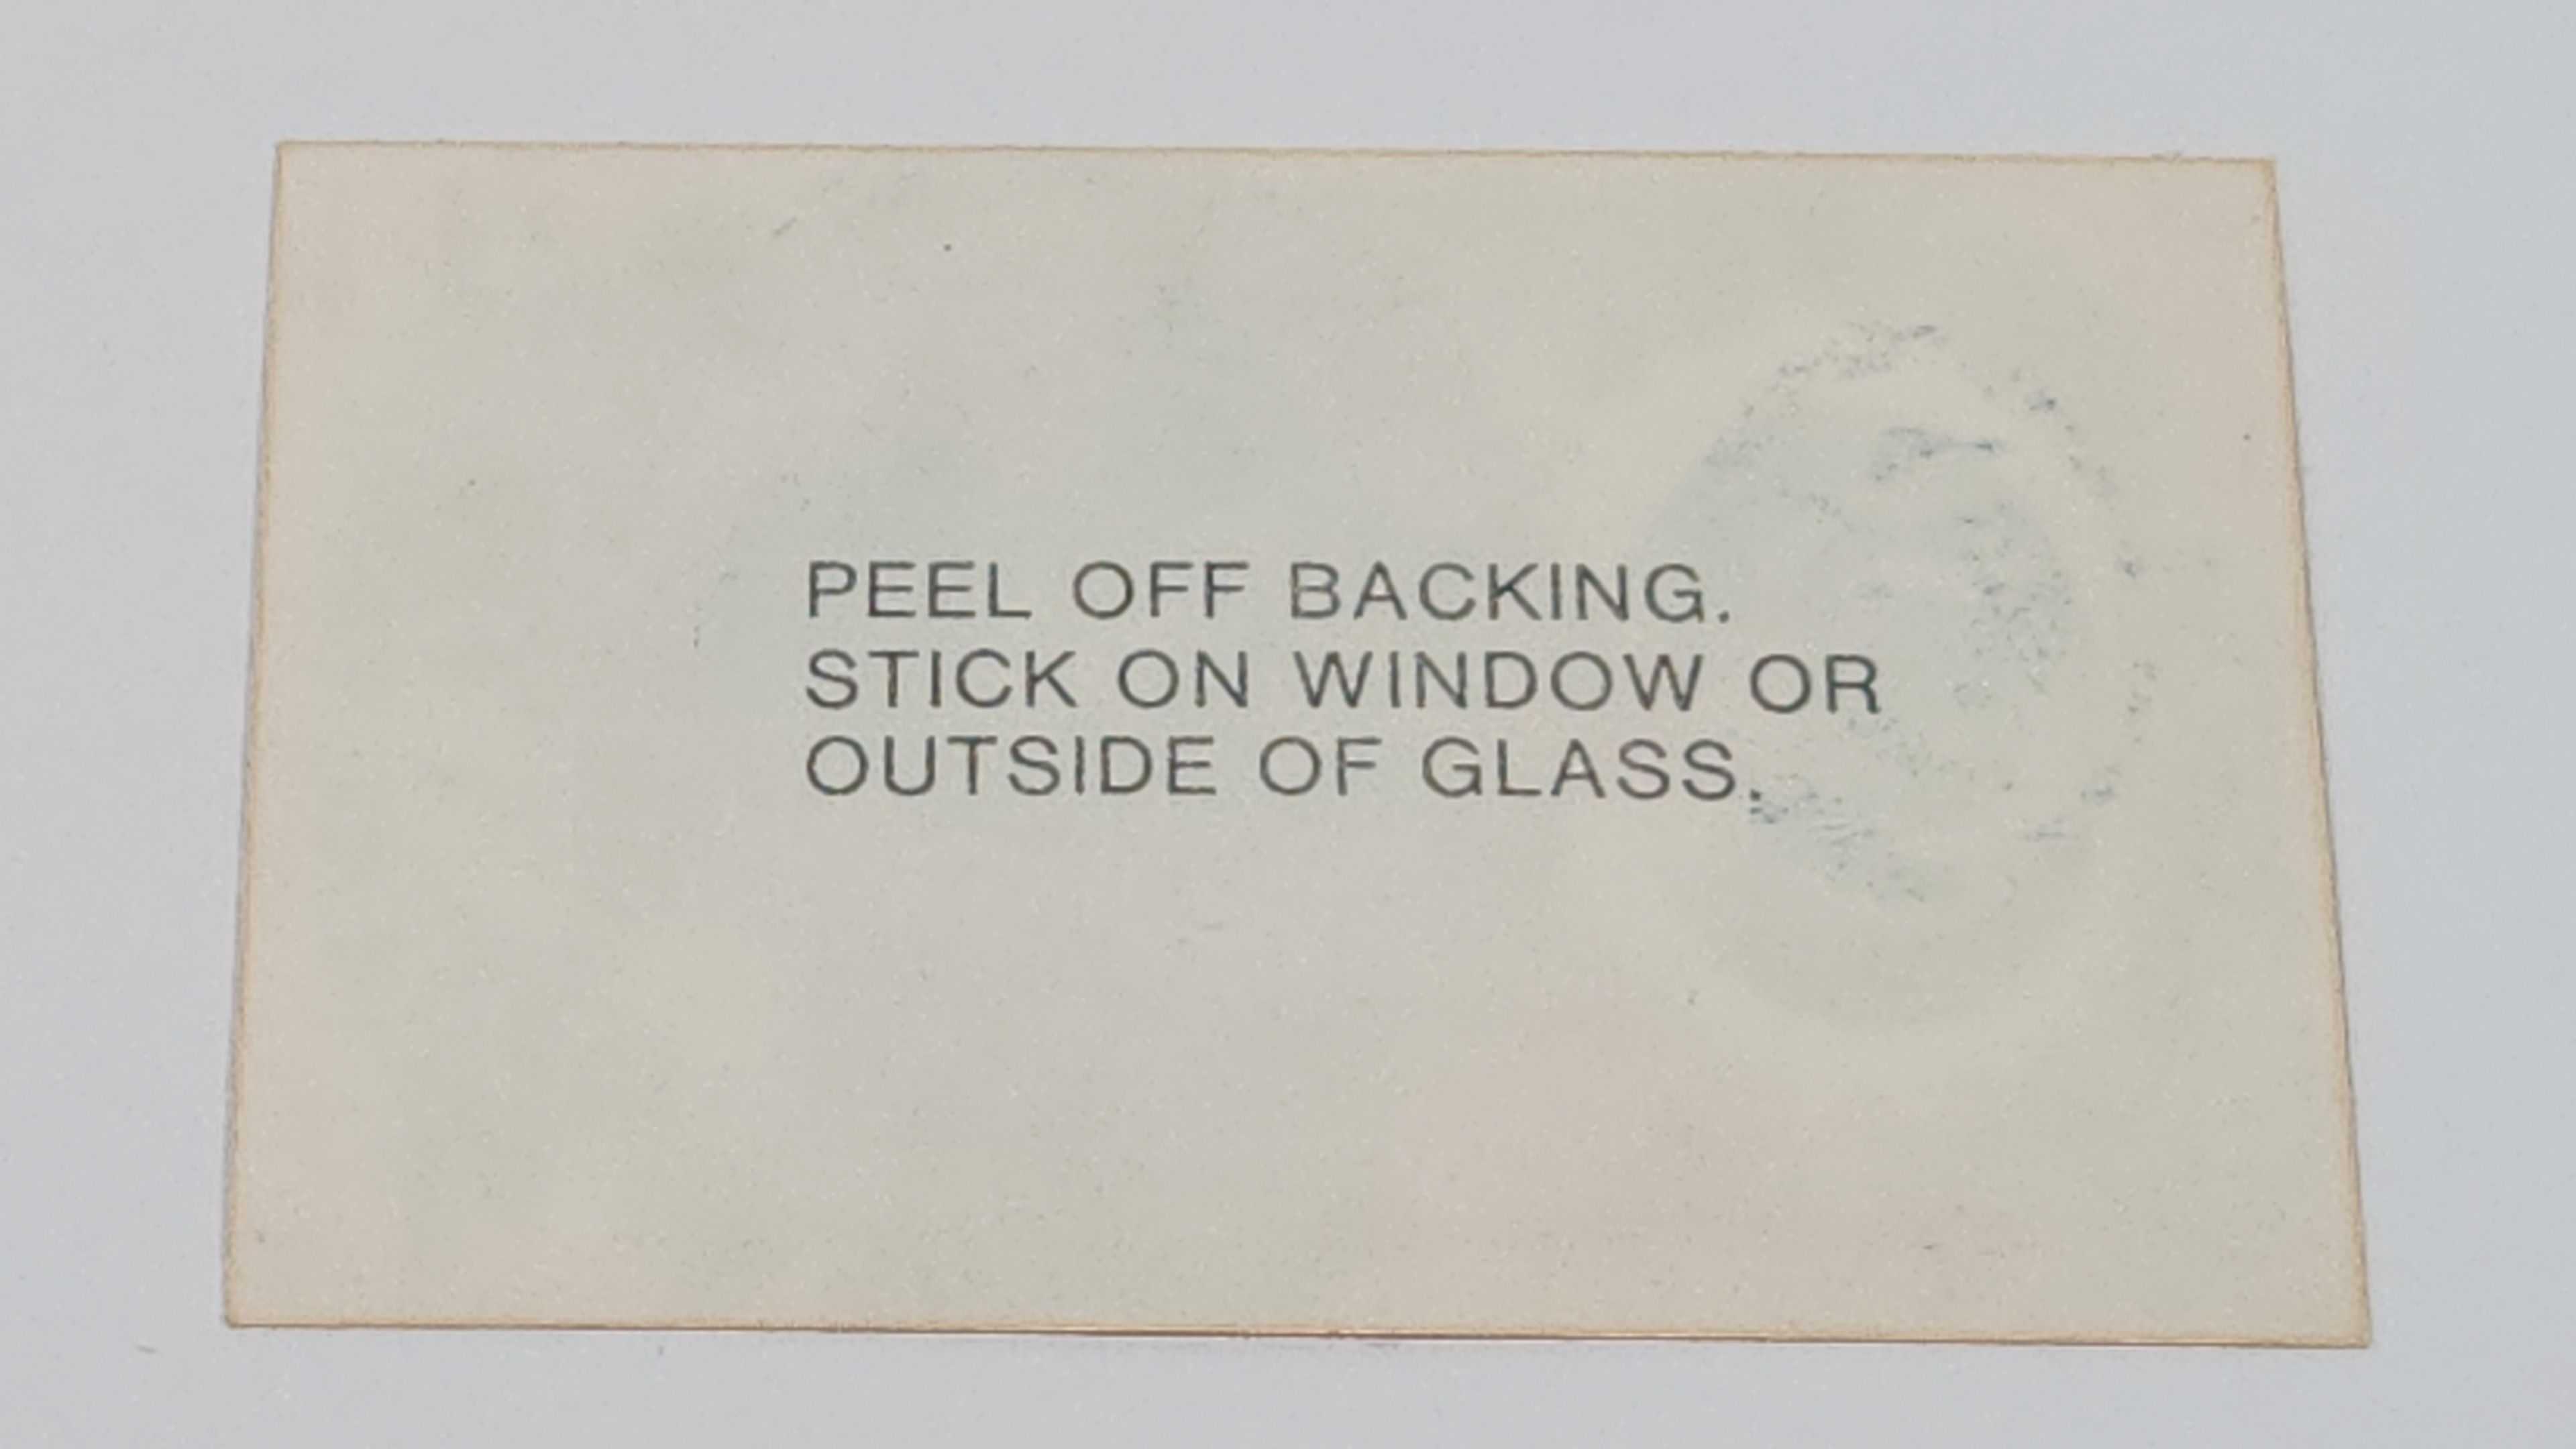 PEEL OFF BACKING.
STICK ON WINDOW OR
OUTSIDE OF GLASS.